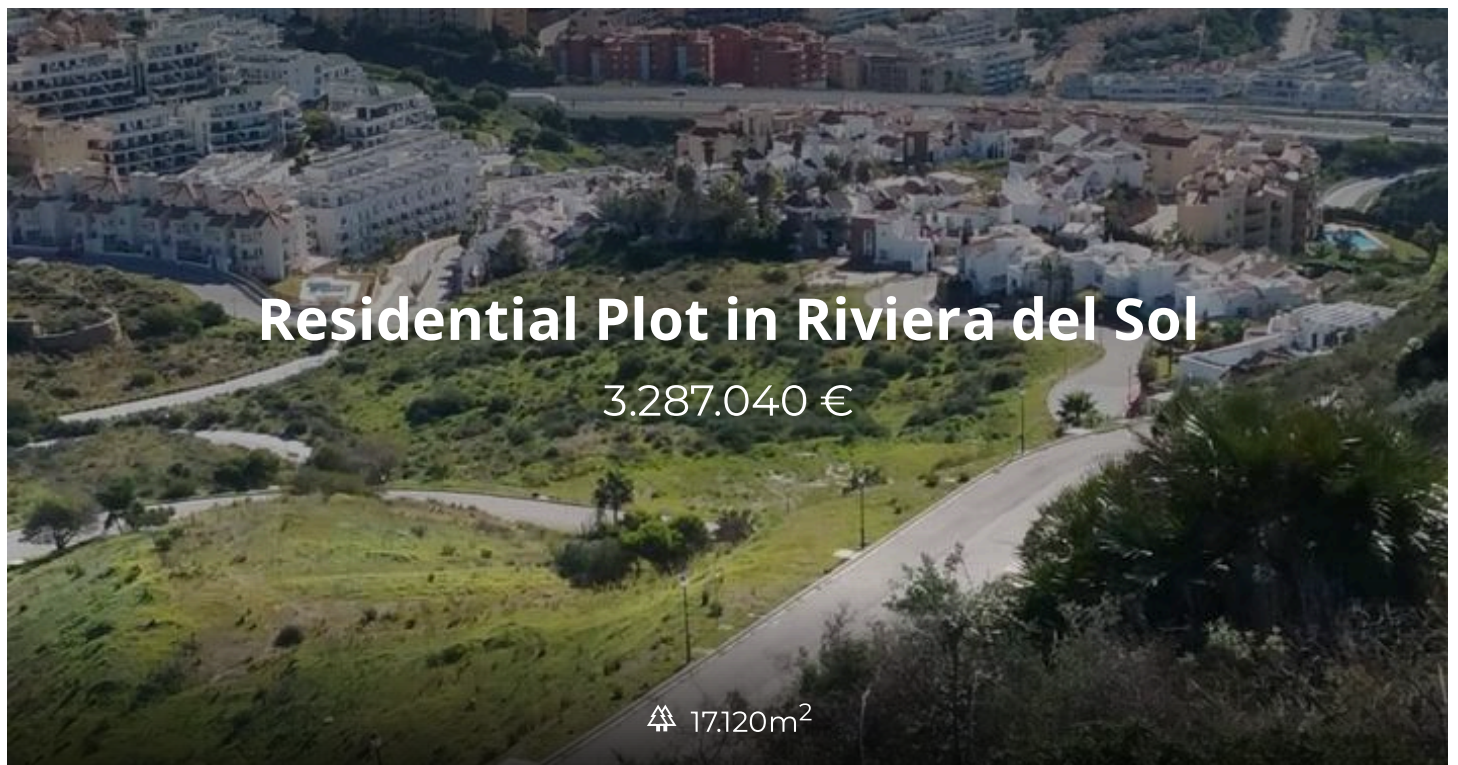 Residential Plot in Riviera del Sol
3.287.040 €
17.120m²